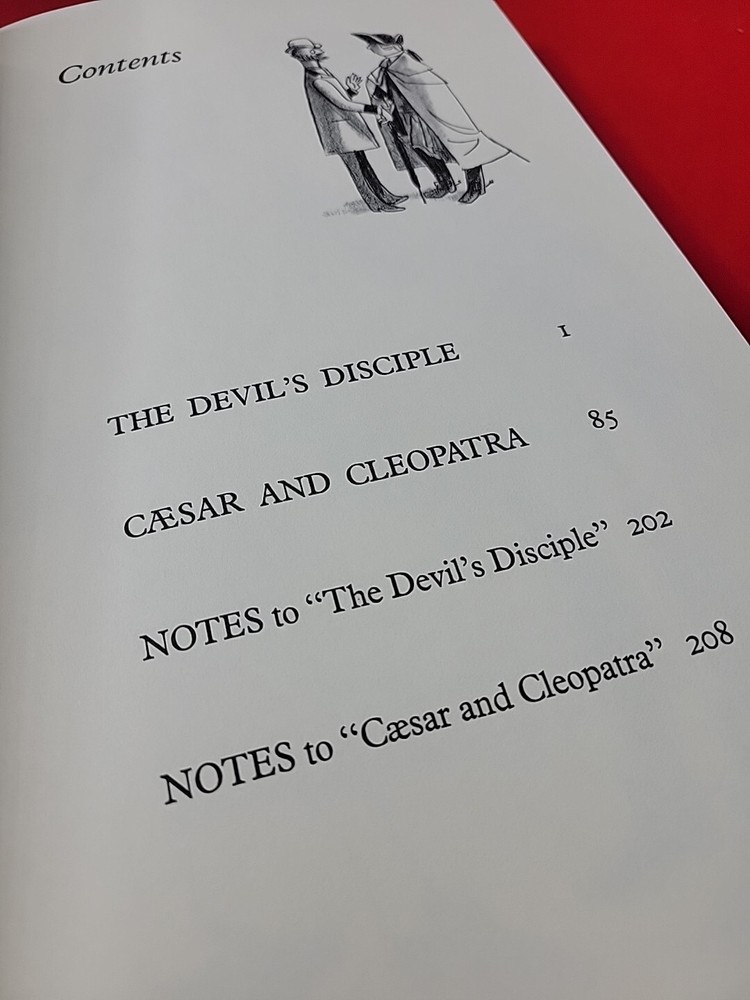 Contents
THE DEVIL’S DISCIPLE 1
CÆSAR AND CLEOPATRA 85
NOTES to “The Devil’s Disciple” 202
NOTES to “Cæsar and Cleopatra” 208